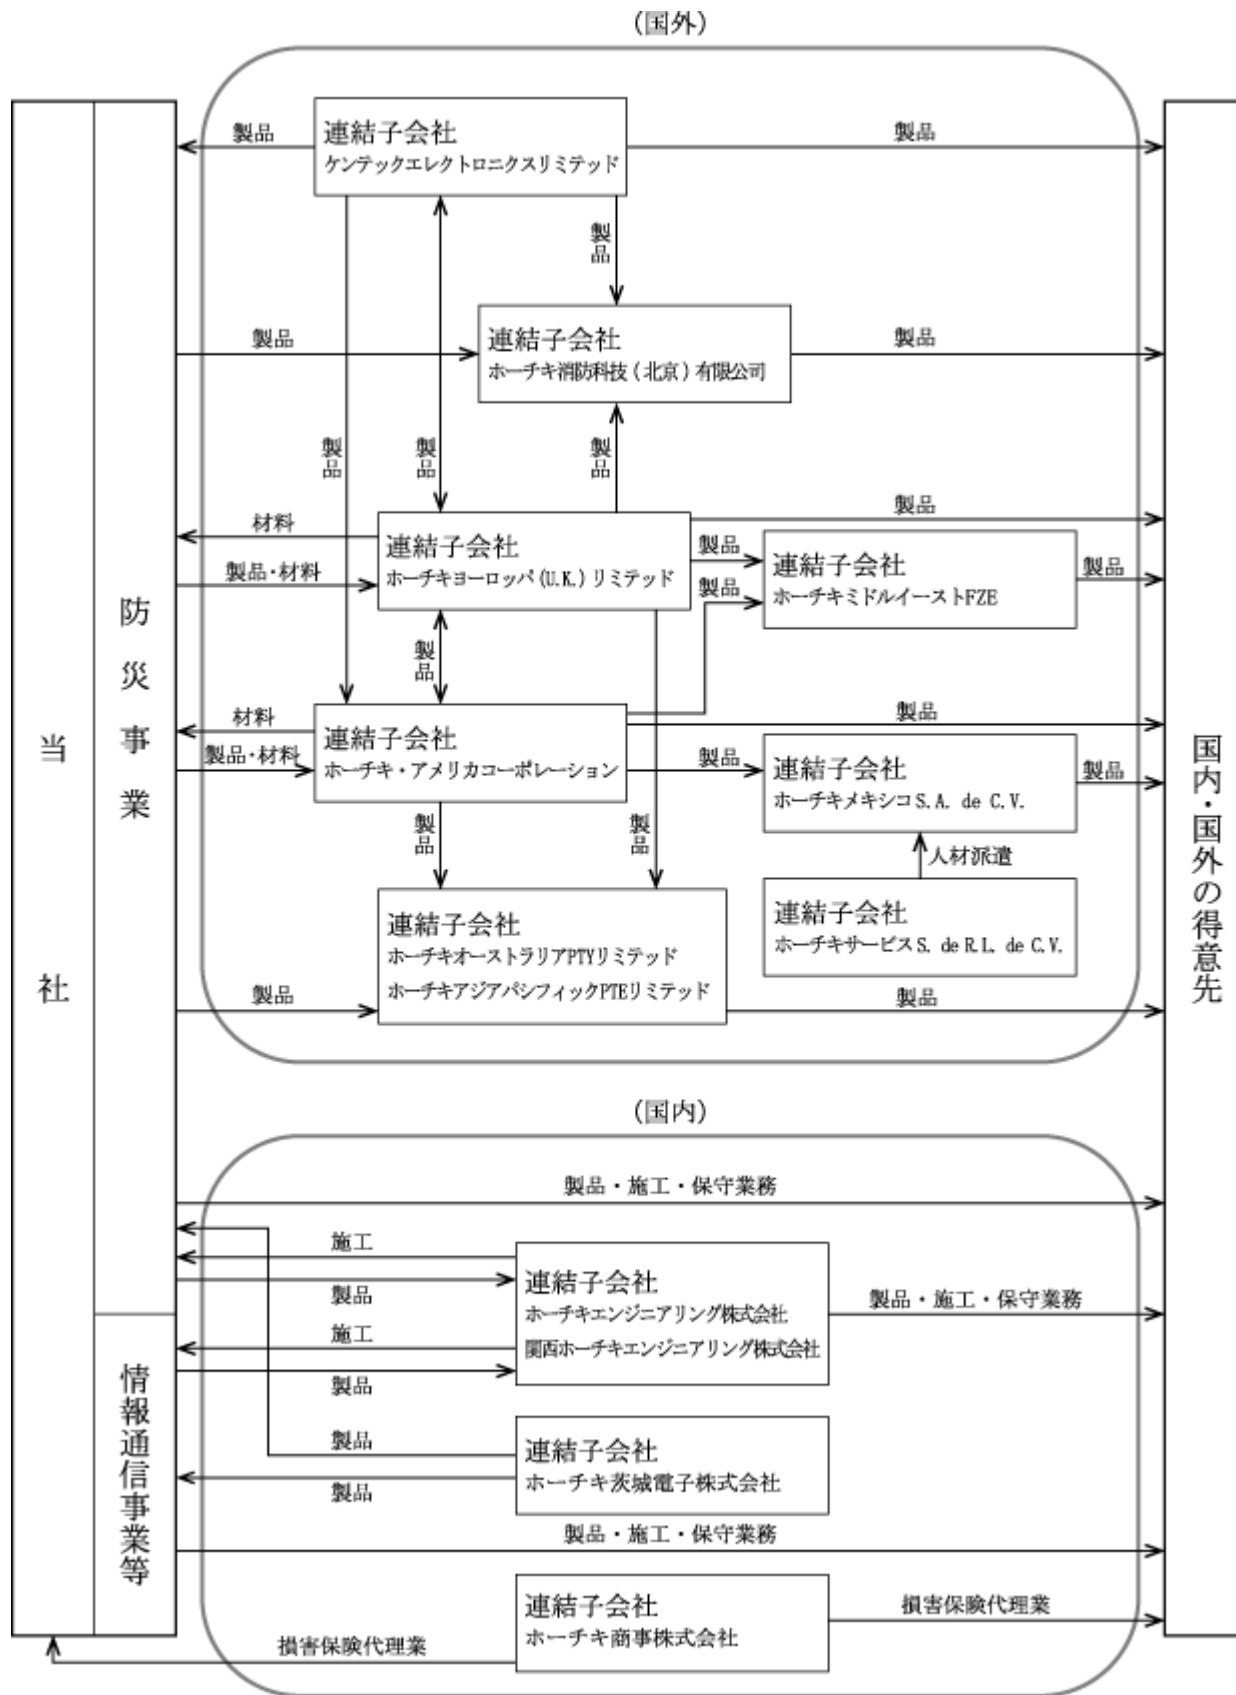 (国外)
連結子会社
ケンテックエレクトロニクスリミテッド
製品
製品
製品
連結子会社
ホーチキ消防科技(北京)有限公司
製品
製品
製品
製品
製品
材料
製品・材料
連結子会社
ホーチキヨーロッパ(U.K.)リミテッド
製品
製品
製品
連結子会社
ホーチキミドルイーストFZE
製品
製品
材料
製品・材料
連結子会社
ホーチキ・アメリカコーポレーション
製品
製品
連結子会社
ホーチキメキシコS.A. de C.V.
製品
人材派遣
連結子会社
ホーチキサービスS. de R.L. de C.V.
製品
製品
連結子会社
ホーチキオーストラリアPTYリミテッド
ホーチキアジアパシフィックPTEリミテッド
製品
製品
当社
防災事業
情報通信事業等
国内・国外の得意先
(国内)
製品・施工・保守業務
施工
製品
施工
製品
連結子会社
ホーチキエンジニアリング株式会社
関西ホーチキエンジニアリング株式会社
製品・施工・保守業務
製品
製品
連結子会社
ホーチキ茨城電子株式会社
製品・施工・保守業務
連結子会社
ホーチキ商事株式会社
損害保険代理業
損害保険代理業